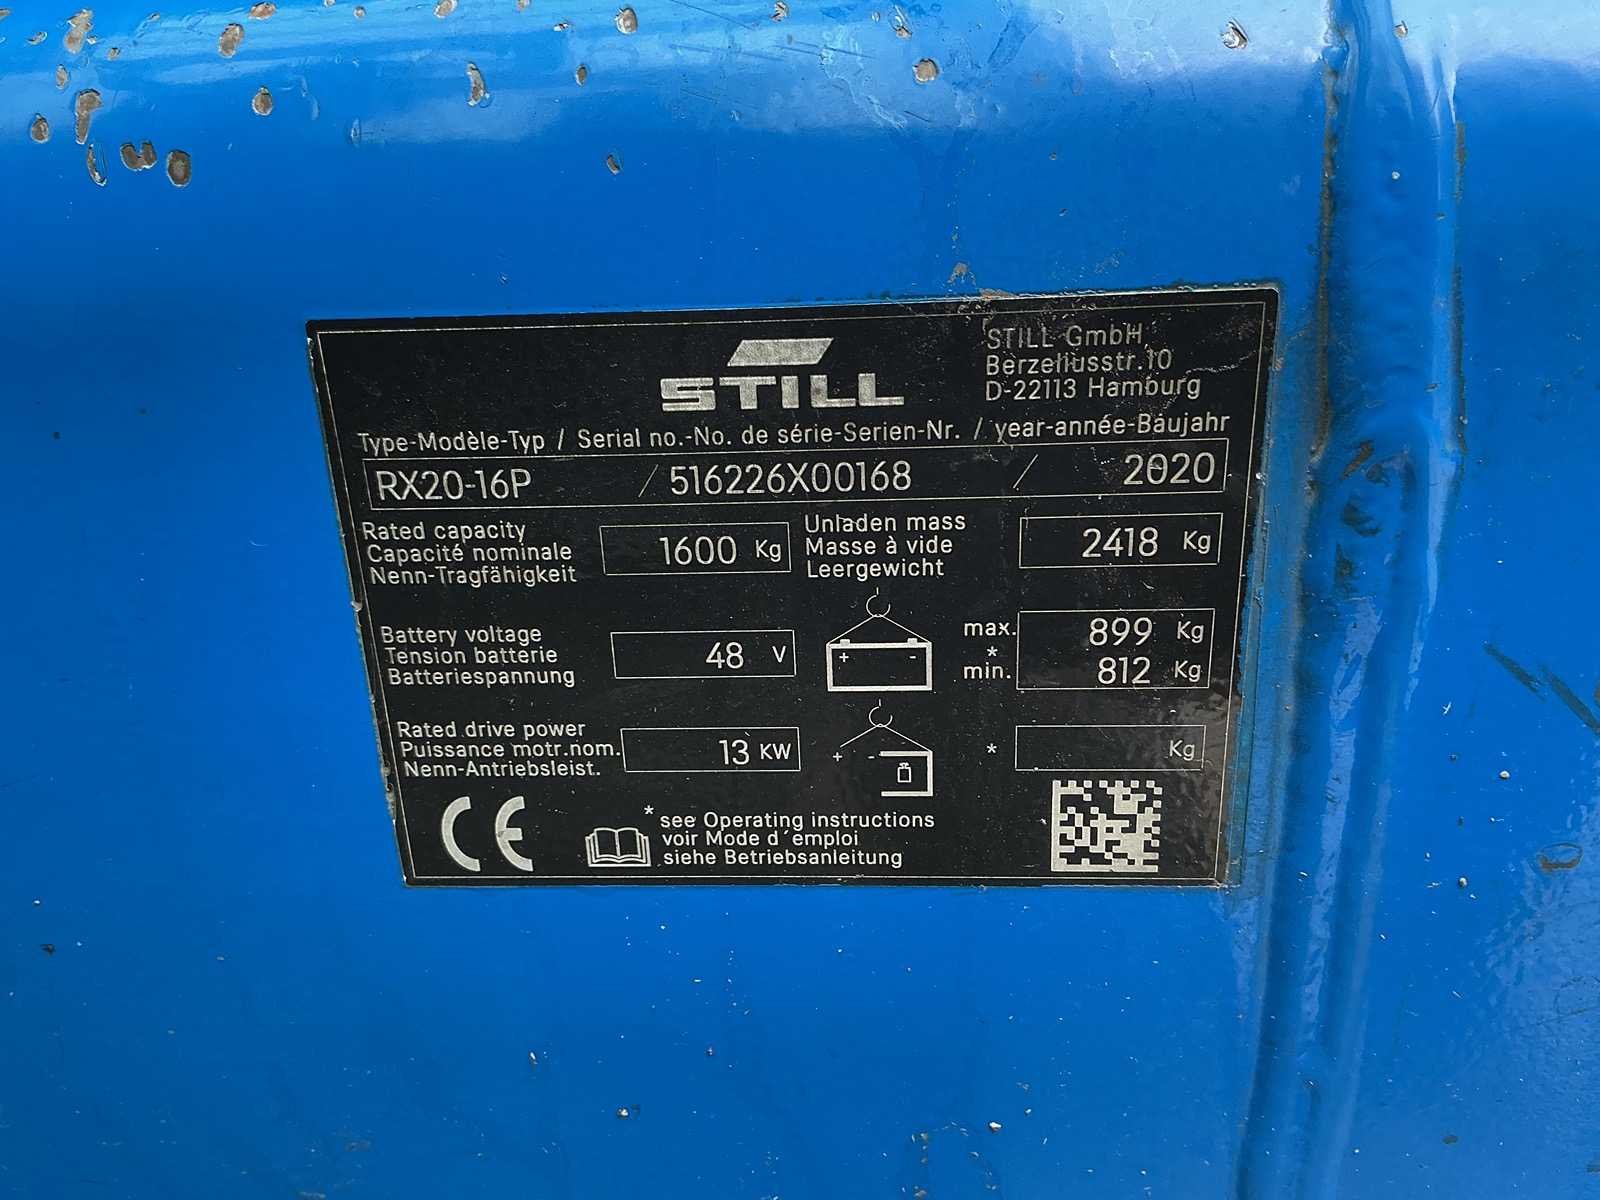 STILL
STILL GmbH
Berzeliusstr.10
D-22113 Hamburg
Type-Modèle-Typ / Serial no.-No. de série-Serien-Nr. / year-année-Baujahr
RX20-16P / 516226X00168 / 2020
Rated capacity
Capacité nominale
Nenn-Tragfähigkeit
1600 Kg
Unladen mass
Masse à vide
Leergewicht
2418 Kg
Battery voltage
Tension batterie
Batteriespannung
48 V
+ -
max. 899 Kg
*
min. 812 Kg
Rated drive power
Puissance motr.nom.
Nenn-Antriebsleist.
13 KW
+ -
* Kg
CE
* see Operating instructions
voir Mode d´emploi
siehe Betriebsanleitung